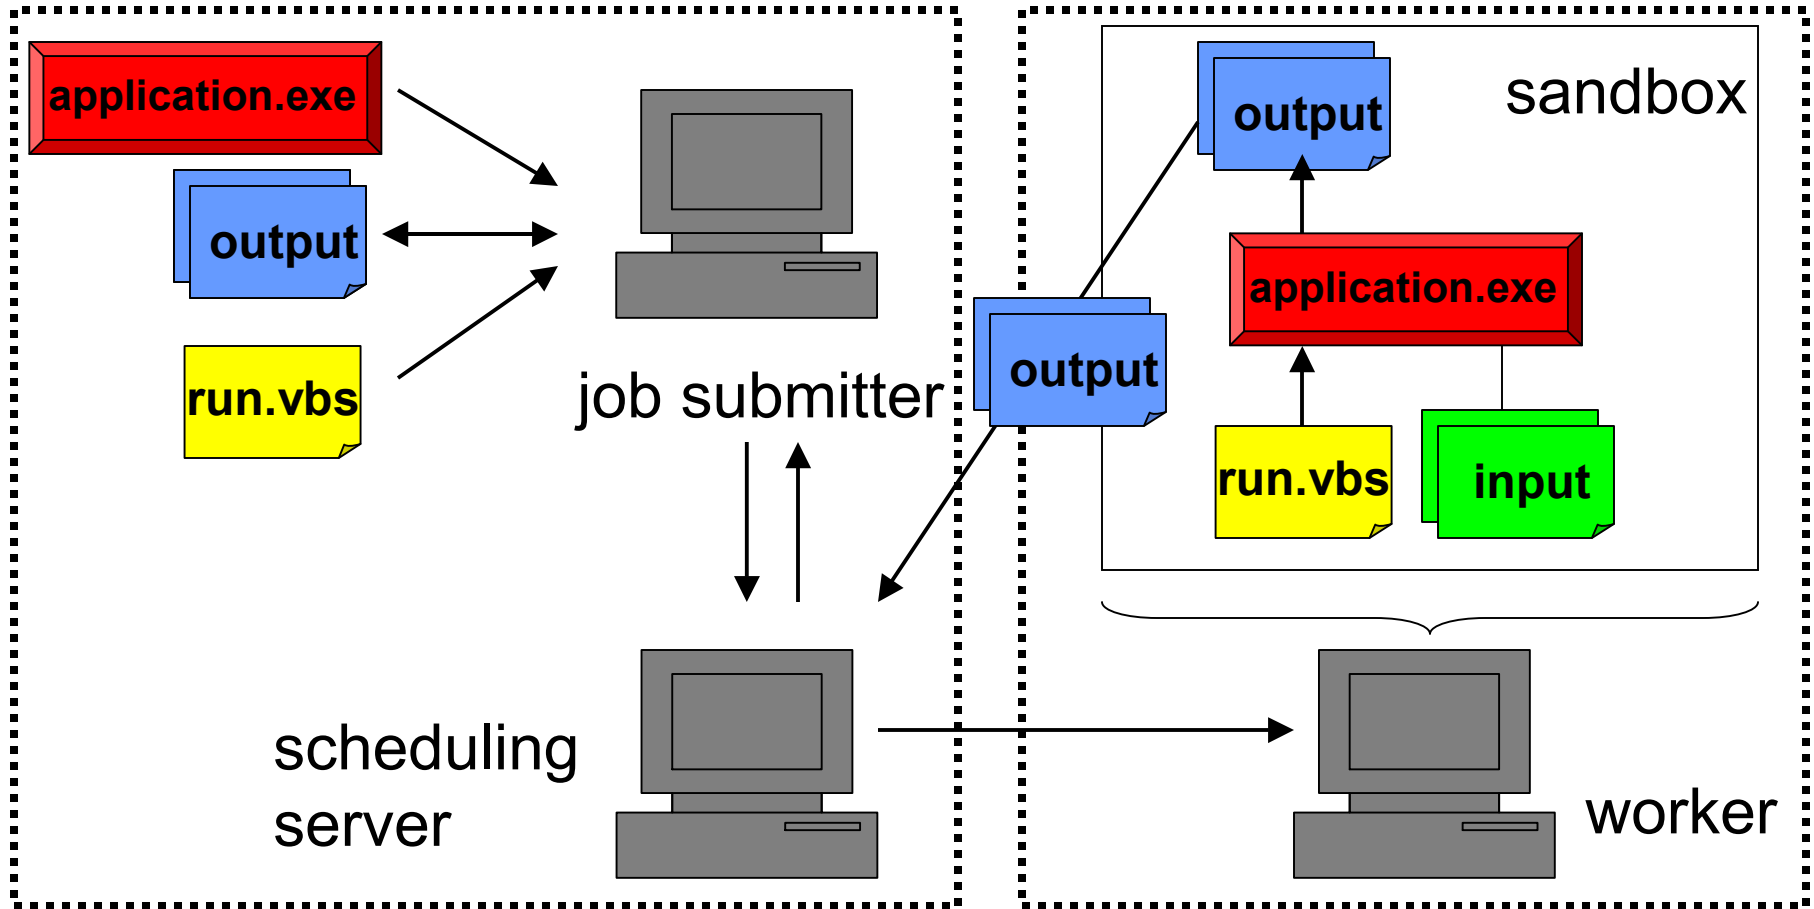 application.exe
output
run.vbs
job submitter
scheduling
server
output
sandbox
output
application.exe
run.vbs
input
worker